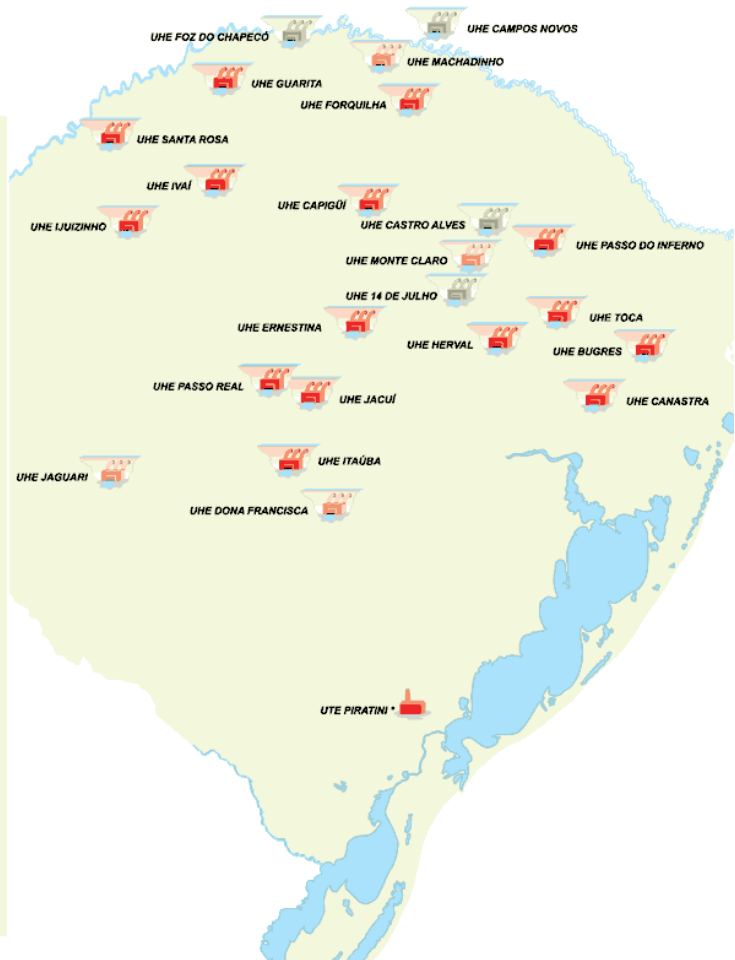 UHE FOZ DO CHAPECÓ
UHE CAMPOS NOVOS
UHE MACHADINHO
UHE GUARITA
UHE FORQUILHA
UHE SANTA ROSA
UHE IVAÍ
UHE CAPIGÜÍ
UHE CASTRO ALVES
UHE IJUIZINHO
UHE PASSO DO INFERNO
UHE MONTE CLARO
UHE 14 DE JULHO
UHE TOCA
UHE ERNESTINA
UHE HERVAL
UHE BUGRES
UHE PASSO REAL
UHE JACUÍ
UHE CANASTRA
UHE ITAÚBA
UHE JAGUARI
UHE DONA FRANCISCA
UTE PIRATINI *